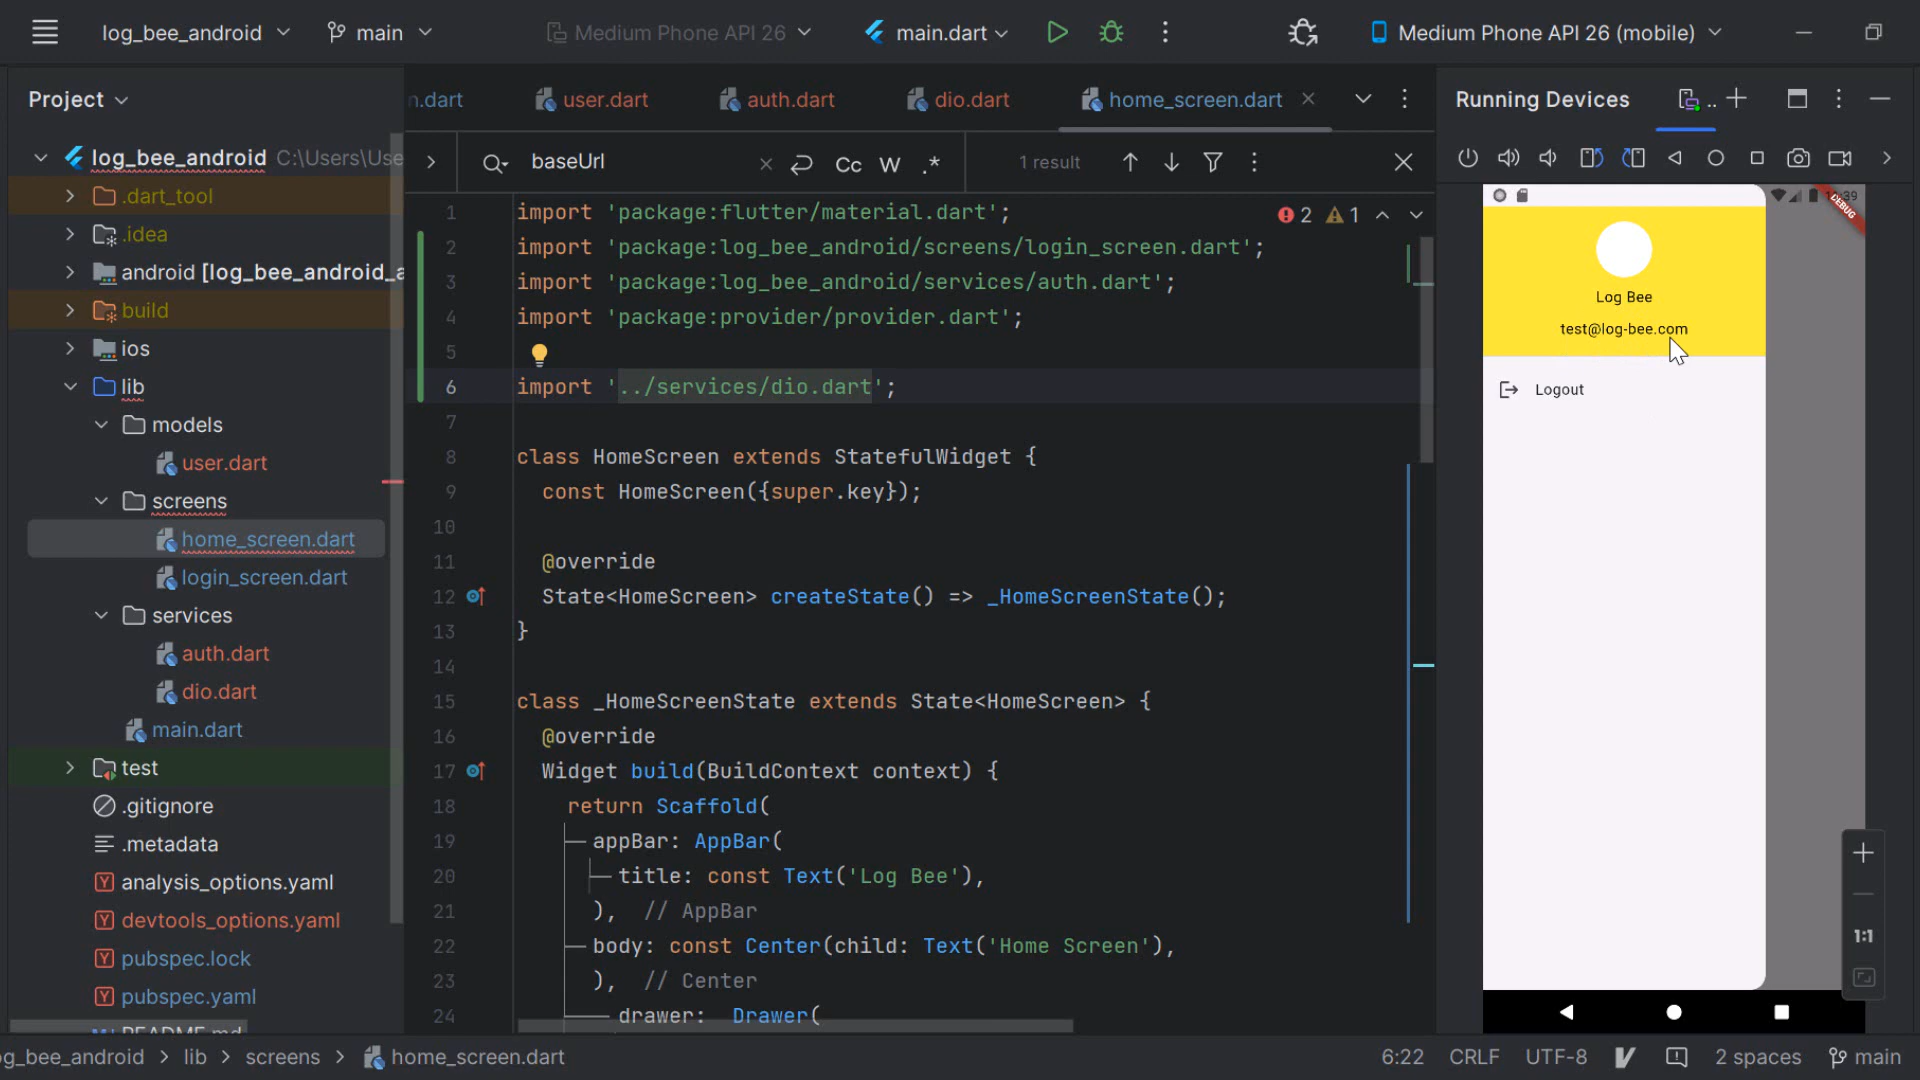 log_bee_android
main
Medium Phone API 26
main.dart
Medium Phone API 26 (mobile)
Project
n.dart
user.dart
auth.dart
dio.dart
home_screen.dart
Running Devices
..
log_bee_android C:\Users\Use
.dart_tool
.idea
android [log_bee_android_a
build
ios
lib
models
user.dart
screens
home_screen.dart
login_screen.dart
services
auth.dart
dio.dart
main.dart
test
.gitignore
.metadata
analysis_options.yaml
devtools_options.yaml
pubspec.lock
pubspec.yaml
README.md
baseUrl
Cc W .*
1 result
2 1
1 import 'package:flutter/material.dart';
2 import 'package:log_bee_android/screens/login_screen.dart';
3 import 'package:log_bee_android/services/auth.dart';
4 import 'package:provider/provider.dart';
5
6 import '../services/dio.dart';
7
8 class HomeScreen extends StatefulWidget {
9 const HomeScreen({super.key});
10
11 @override
12 State<HomeScreen> createState() => _HomeScreenState();
13 }
14
15 class _HomeScreenState extends State<HomeScreen> {
16 @override
17 Widget build(BuildContext context) {
18 return Scaffold(
19 appBar: AppBar(
20 title: const Text('Log Bee'),
21 ), // AppBar
22 body: const Center(child: Text('Home Screen'),
23 ), // Center
24 drawer: Drawer(
DEBUG
Log Bee
test@log-bee.com
Logout
1:1
og_bee_android > lib > screens > home_screen.dart
6:22 CRLF UTF-8 2 spaces main